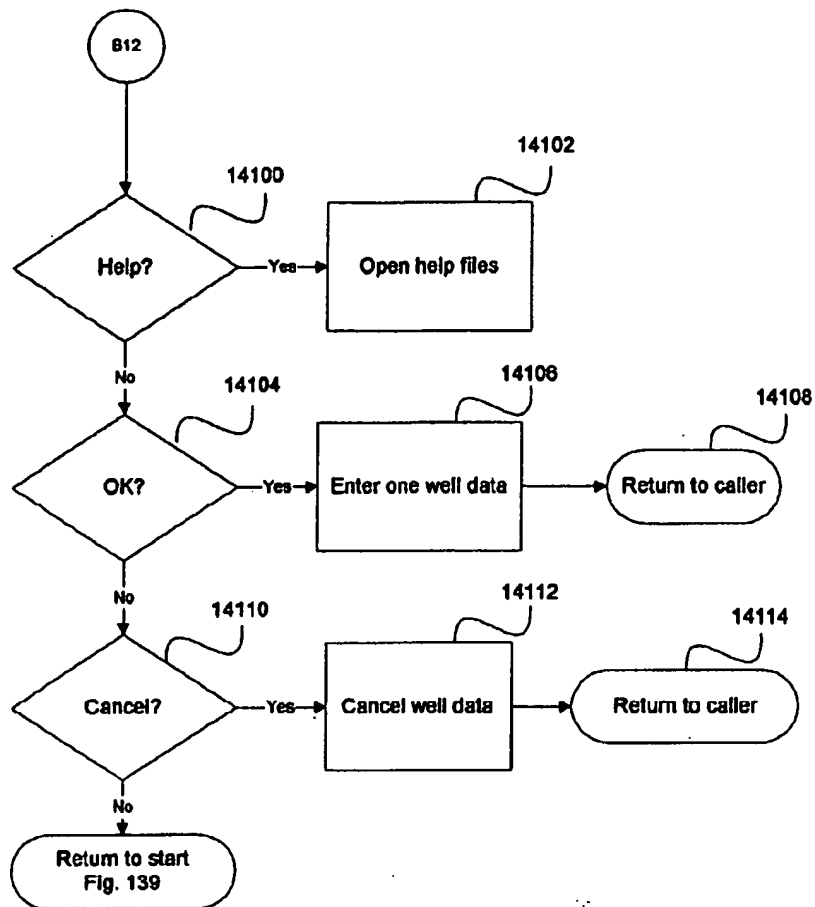 B12
14100
14102
Help?
Yes
Open help files
No
14104
14106
14108
OK?
Yes
Enter one well data
Return to caller
No
14110
14112
14114
Cancel?
Yes
Cancel well data
Return to caller
No
Return to start
Fig. 139